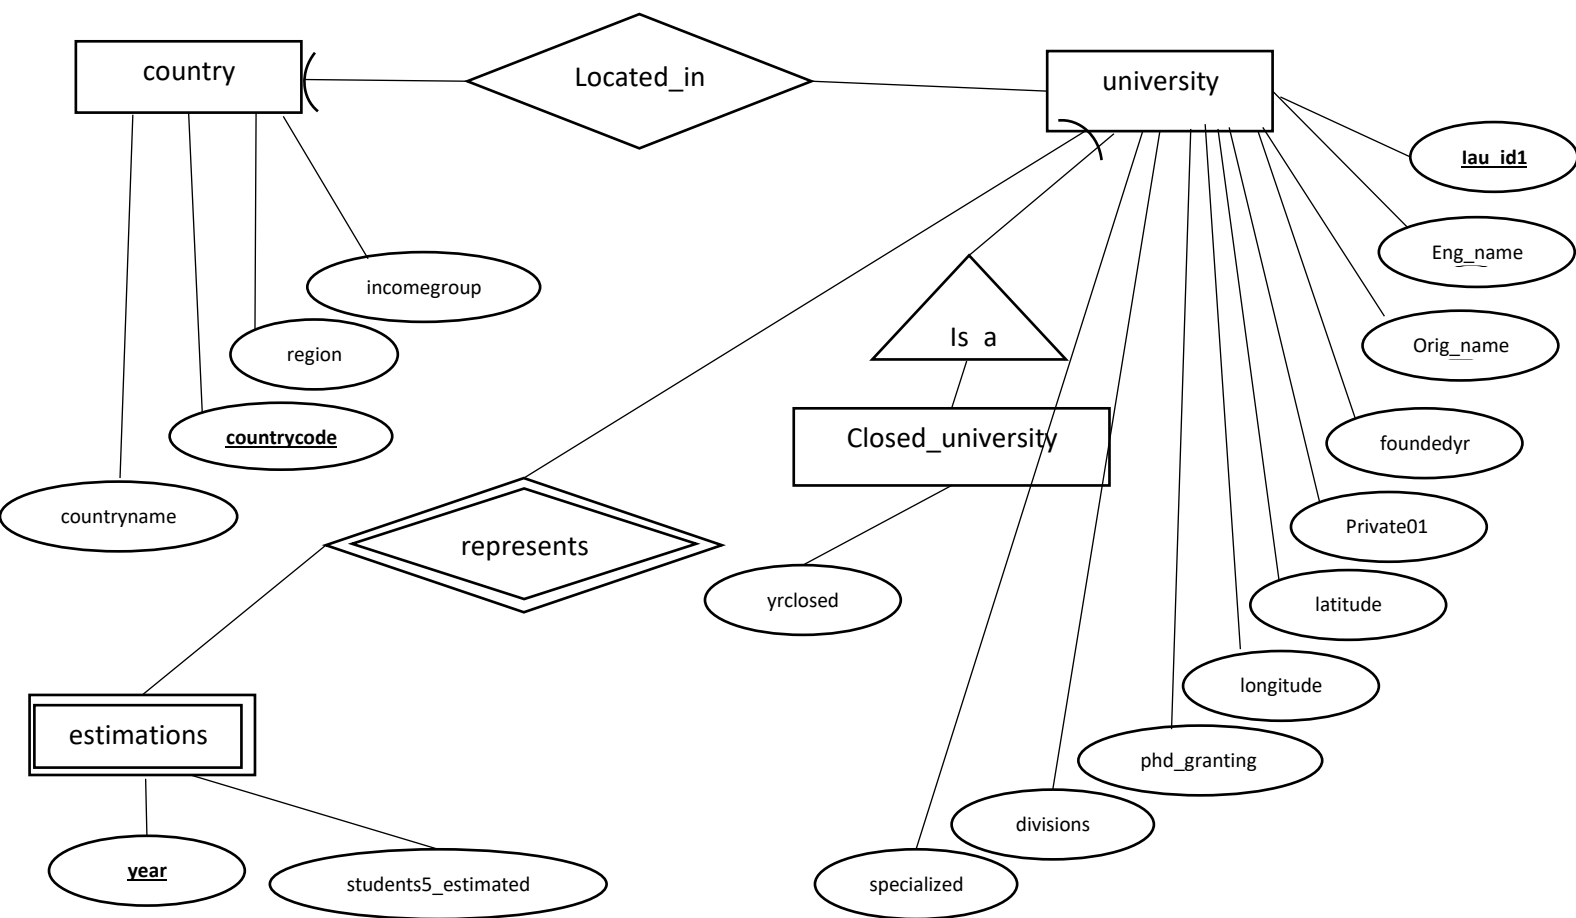 country
Located_in
university
Iau_id1
Eng_name
incomegroup
Is_a
Orig_name
region
countrycode
Closed_university
foundedyr
countryname
represents
Private01
yrclosed
latitude
longitude
estimations
phd_granting
divisions
year
students5_estimated
specialized